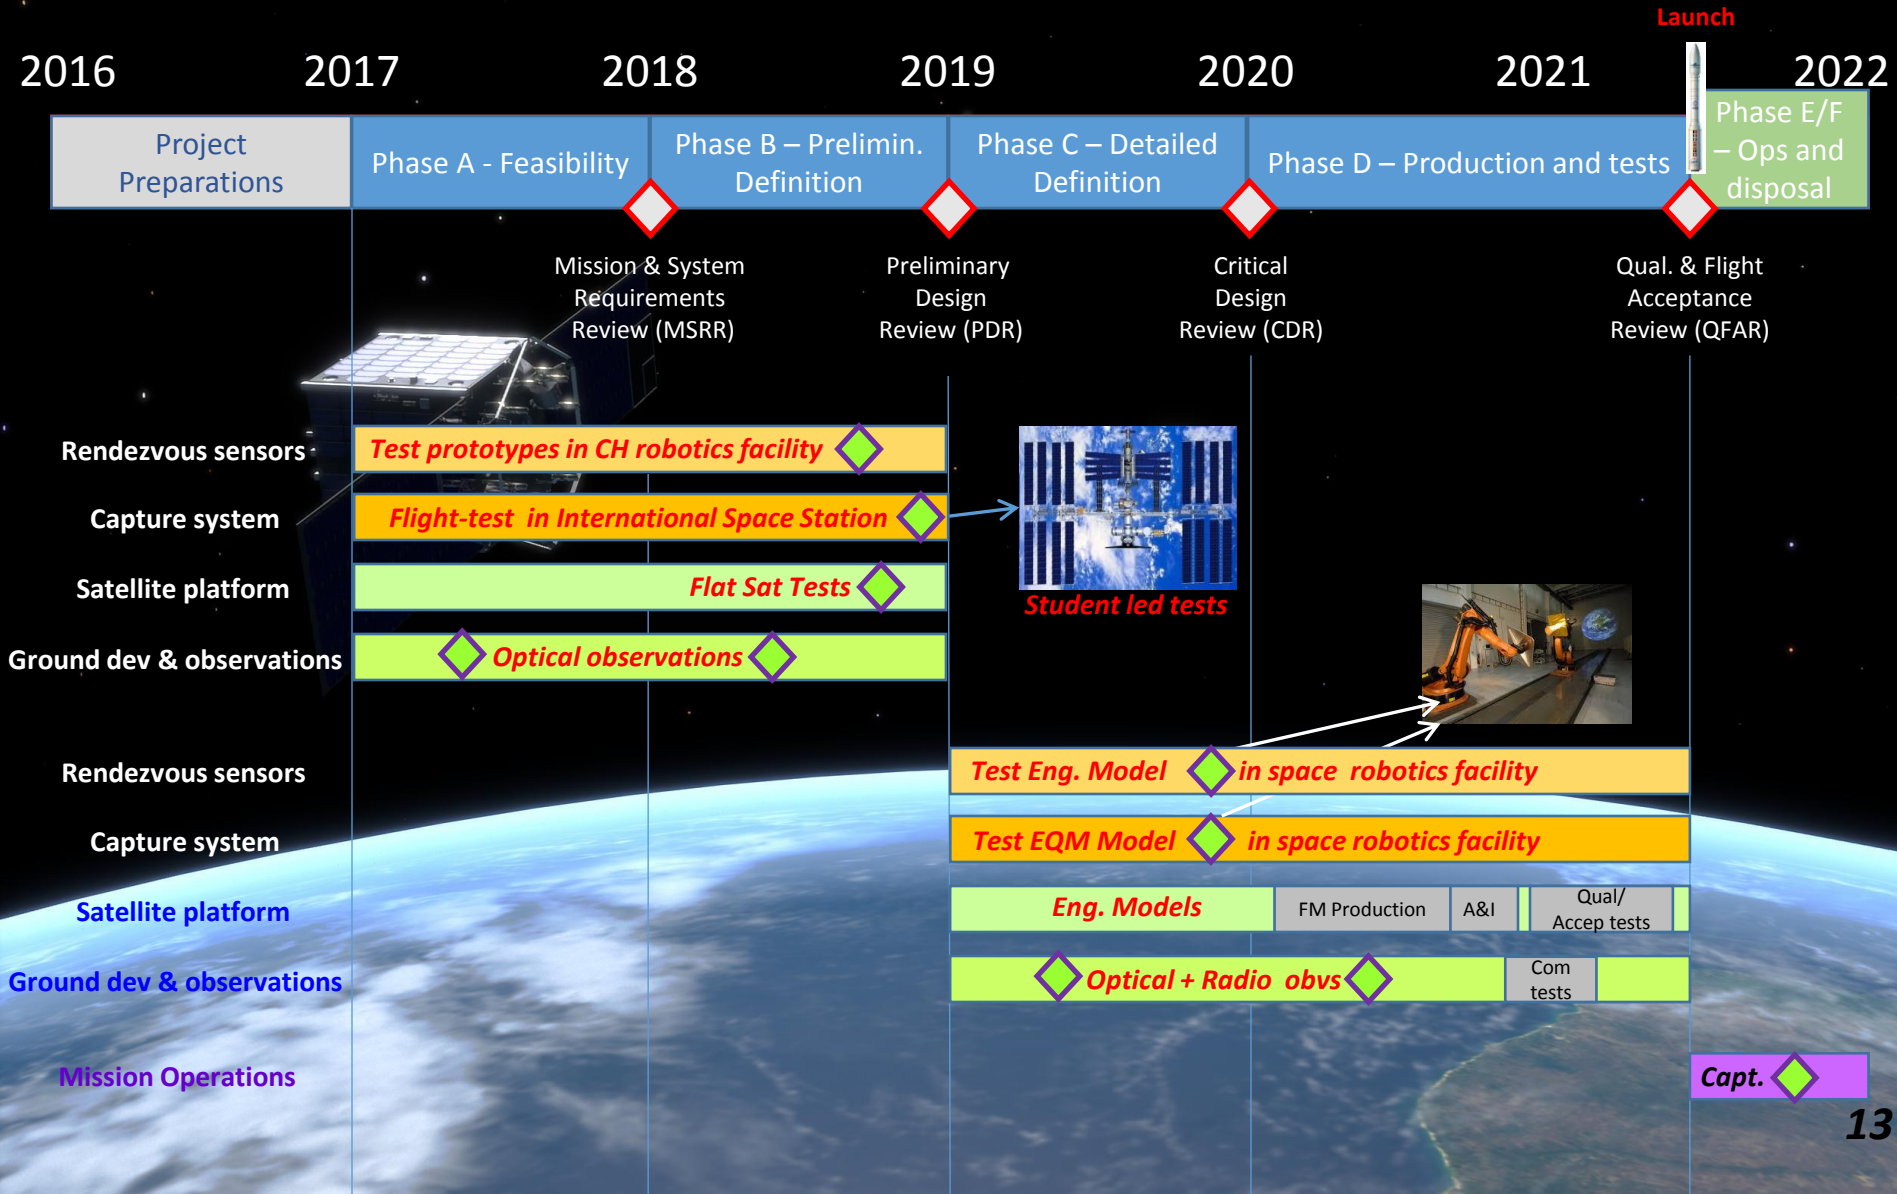 Launch
2016 2017 2018 2019 2020 2021 2022
Project
Preparations
Phase A - Feasibility
Phase B – Prelimin.
Definition
Phase C – Detailed
Definition
Phase D – Production and tests
Phase E/F
– Ops and
disposal
Mission & System
Requirements
Review (MSRR)
Preliminary
Design
Review (PDR)
Critical
Design
Review (CDR)
Qual. & Flight
Acceptance
Review (QFAR)
Rendezvous sensors
Test prototypes in CH robotics facility
Capture system
Flight-test in International Space Station
Satellite platform
Flat Sat Tests
Student led tests
Ground dev & observations
Optical observations
Rendezvous sensors
Test Eng. Model in space robotics facility
Capture system
Test EQM Model in space robotics facility
Satellite platform
Eng. Models
FM Production
A&I
Qual/
Accep tests
Ground dev & observations
Optical + Radio obvs
Com
tests
Mission Operations
Capt.
13